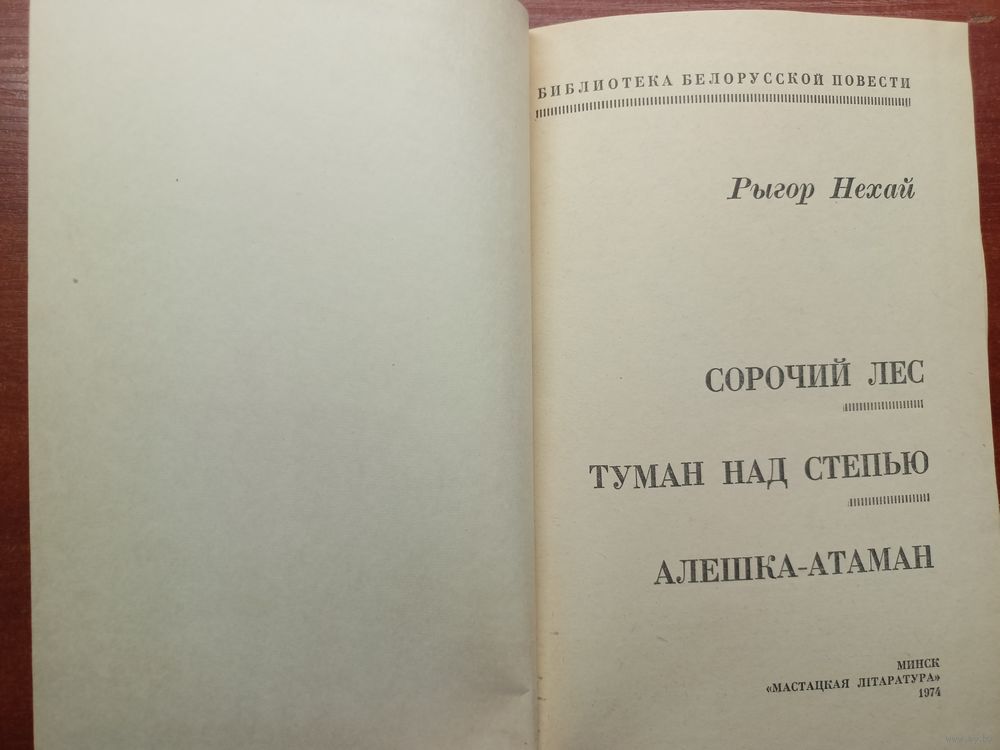 БИБЛИОТЕКА БЕЛОРУССКОЙ ПОВЕСТИ
Рыгор Нехай
СОРОЧИЙ ЛЕС
ТУМАН НАД СТЕПЬЮ
АЛЕШКА-АТАМАН
МИНСК
«МАСТАЦКАЯ ЛІТАРАТУРА»
1974